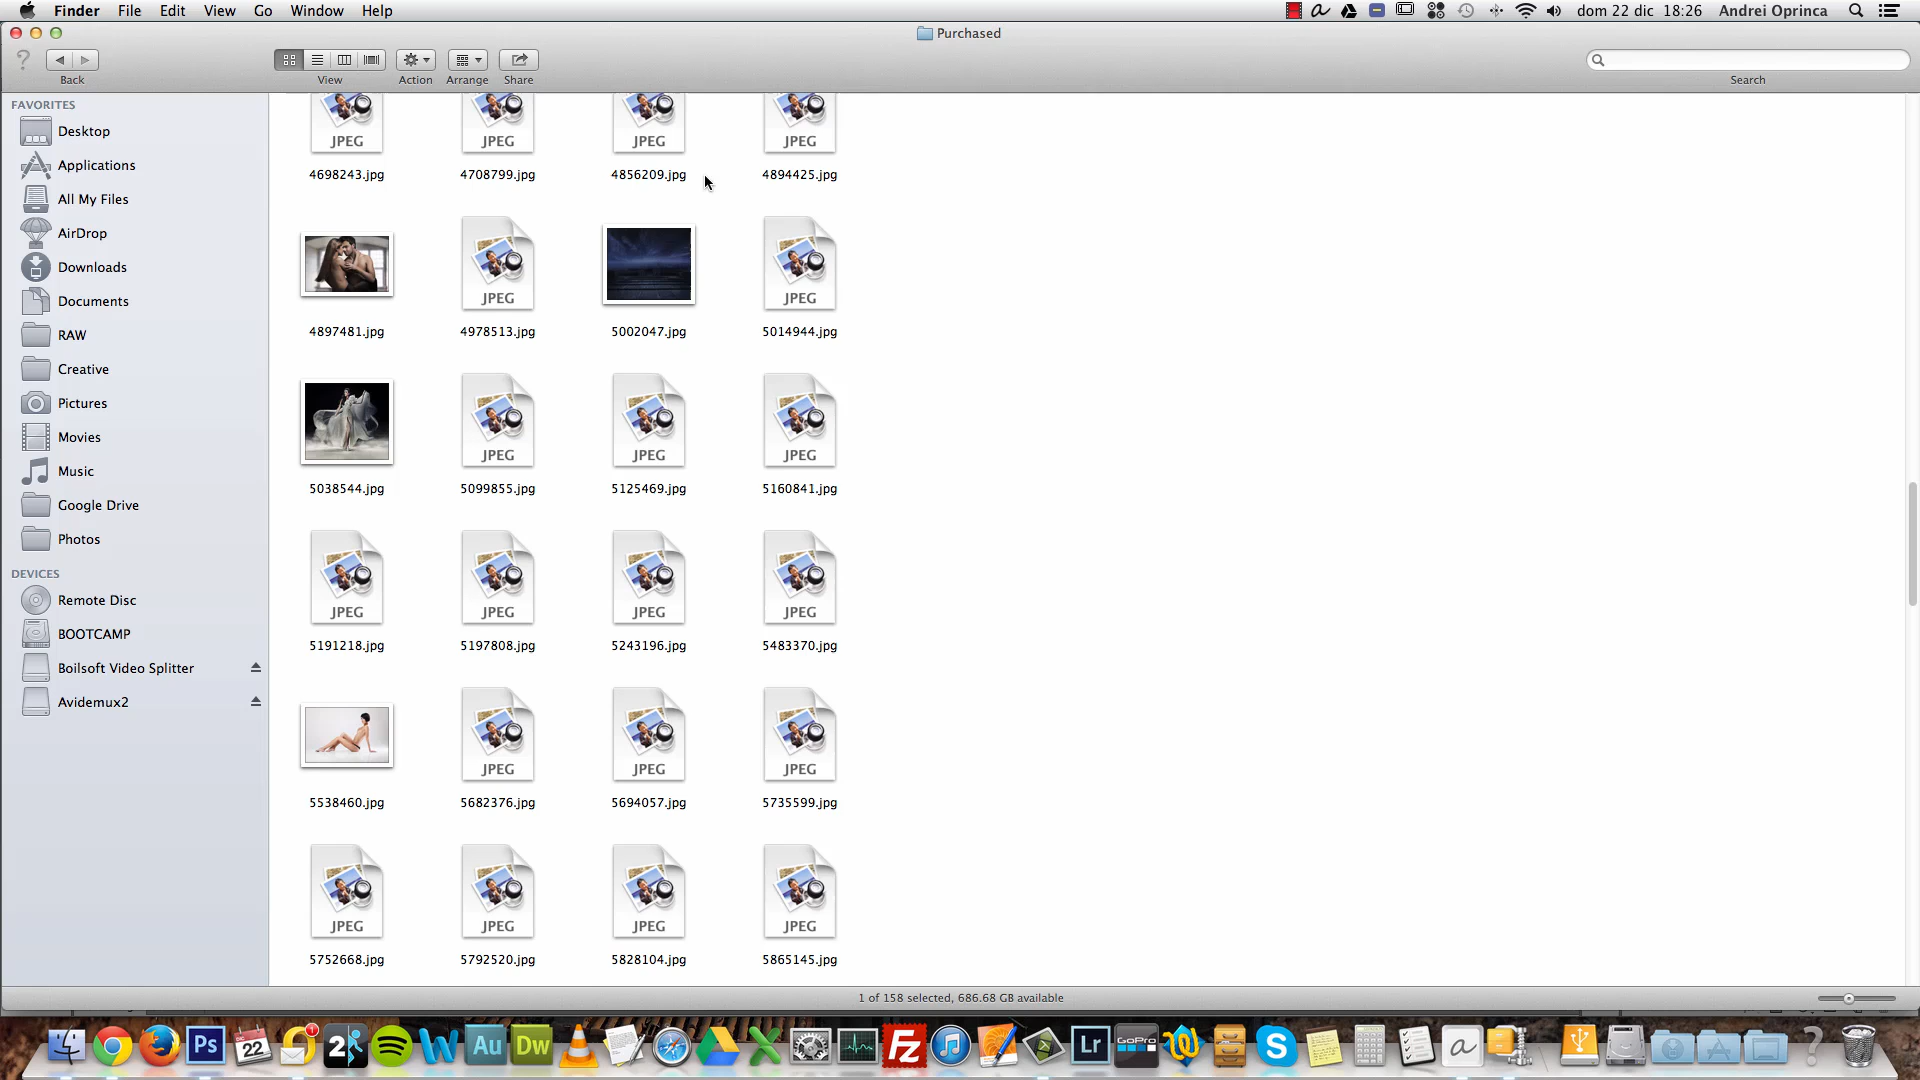 Finder File Edit View Go Window Help dom 22 dic 18:26 Andrei Oprinca
Purchased
Back View Action Arrange Share Search
FAVORITES
Desktop
Applications
All My Files
AirDrop
Downloads
Documents
RAW
Creative
Pictures
Movies
Music
Google Drive
Photos
DEVICES
Remote Disc
BOOTCAMP
Boilsoft Video Splitter
Avidemux2
JPEG JPEG JPEG JPEG
4698243.jpg 4708799.jpg 4856209.jpg 4894425.jpg
JPEG JPEG
4897481.jpg 4978513.jpg 5002047.jpg 5014944.jpg
JPEG JPEG JPEG
5038544.jpg 5099855.jpg 5125469.jpg 5160841.jpg
JPEG JPEG JPEG JPEG
5191218.jpg 5197808.jpg 5243196.jpg 5483370.jpg
JPEG JPEG JPEG
5538460.jpg 5682376.jpg 5694057.jpg 5735599.jpg
JPEG JPEG JPEG JPEG
5752668.jpg 5792520.jpg 5828104.jpg 5865145.jpg
1 of 158 selected, 686.68 GB available
Ps 22 1 2 W Au Dw X Fz Lr GoPro S a ?